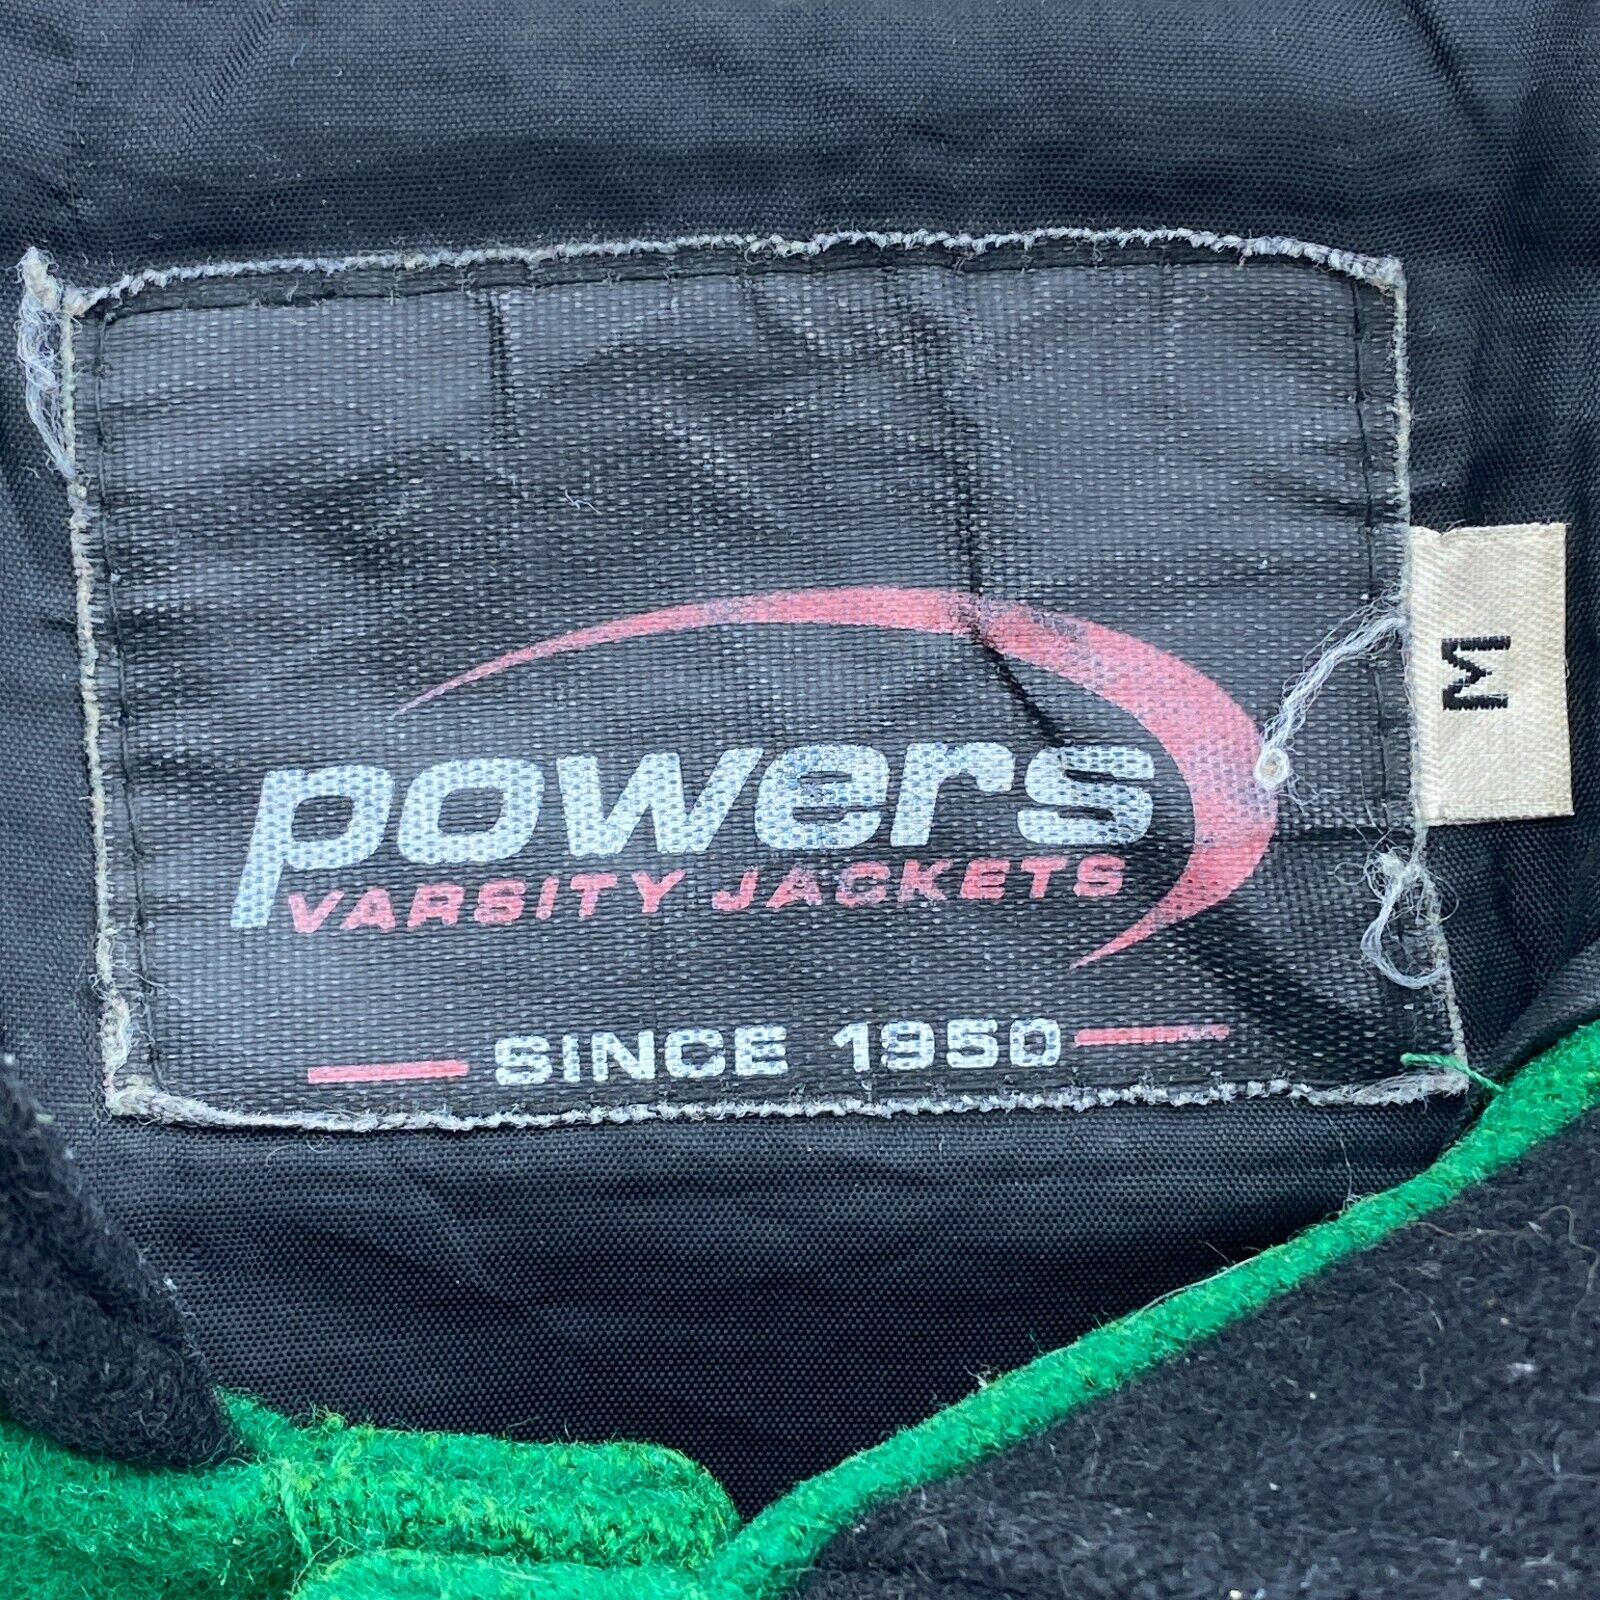 powers
VARSITY JACKETS
SINCE 1950
M